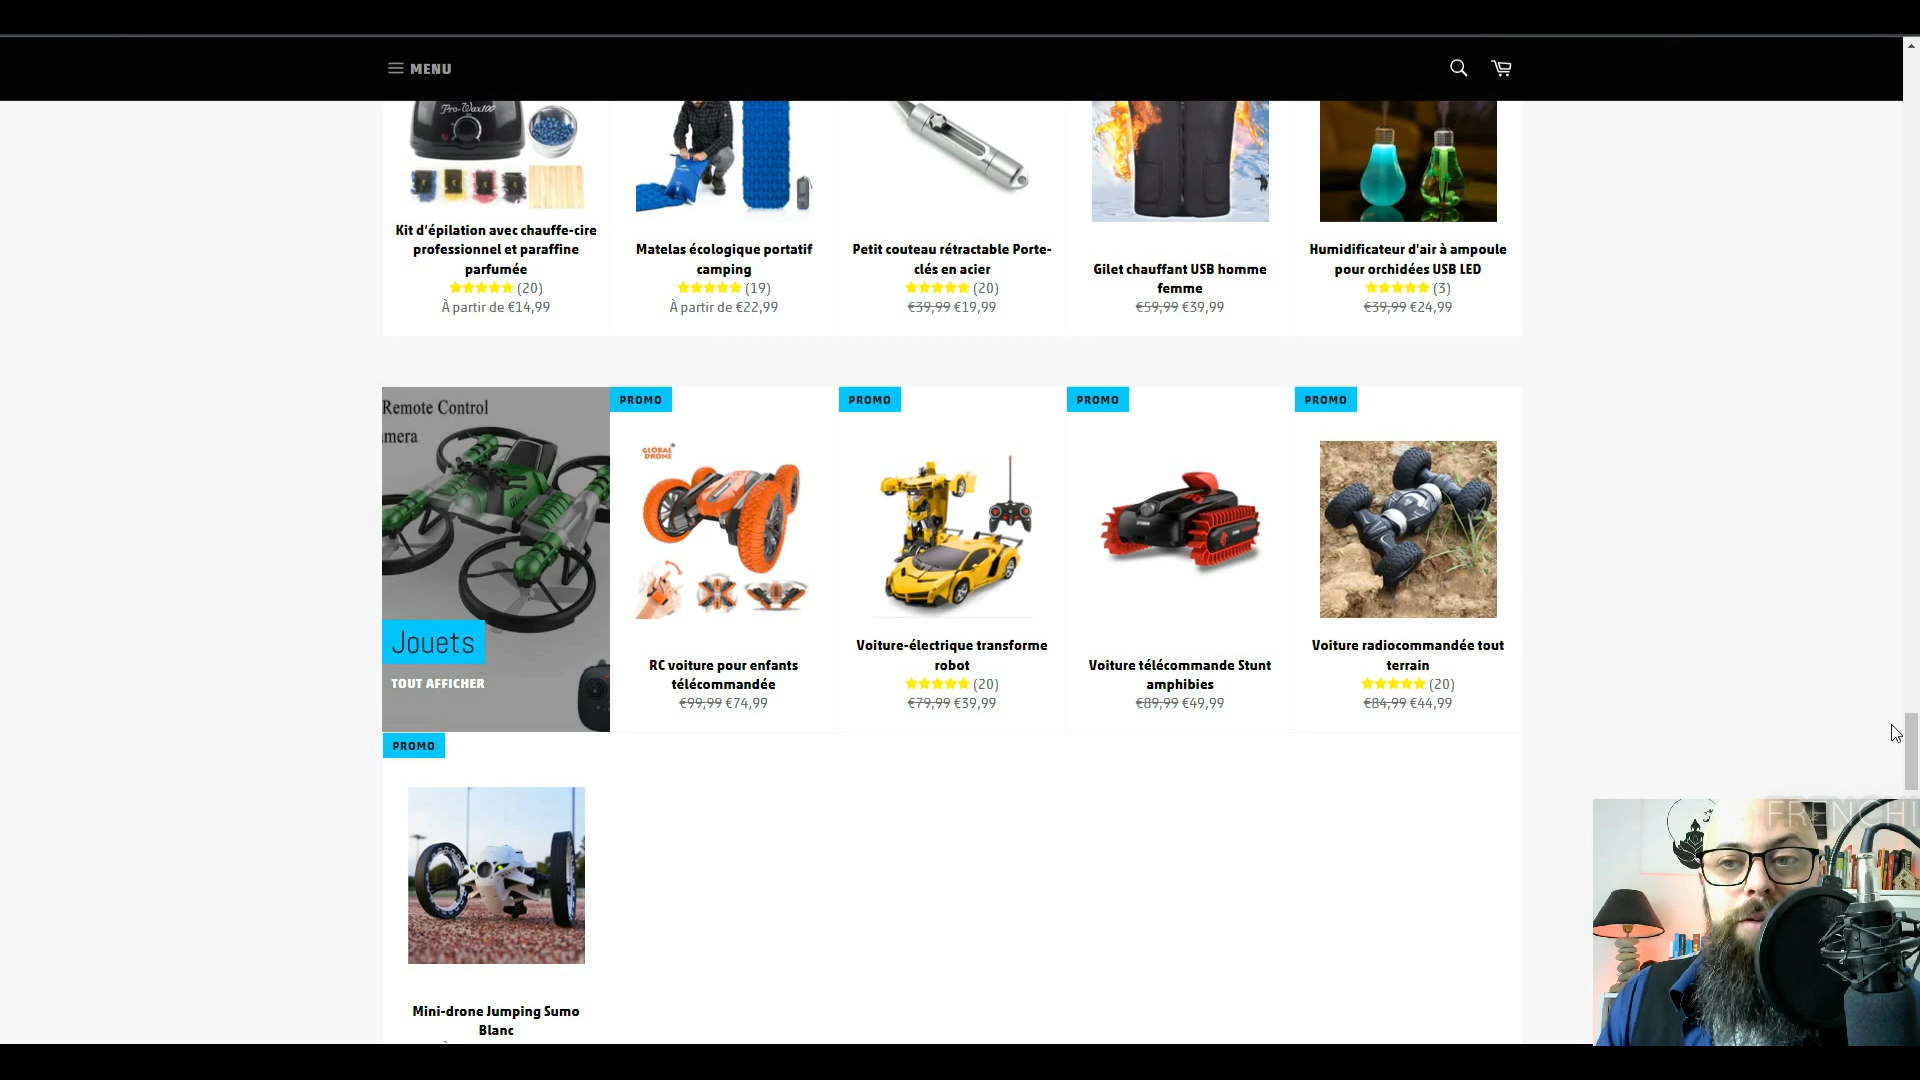 MENU
FRENCHI
Pro-Wax100
Kit d'épilation avec chauffe-cire
professionnel et paraffine
parfumée
(20)
À partir de €14,99
Matelas écologique portatif
camping
(19)
À partir de €22,99
Petit couteau rétractable Porte-
clés en acier
(20)
€39,99 €19,99
Gilet chauffant USB homme
femme
€59,99 €39,99
Humidificateur d'air à ampoule
pour orchidées USB LED
(3)
€39,99 €24,99
Remote Control
mera
Jouets
TOUT AFFICHER
PROMO
GLOBAL
DRONE
RC voiture pour enfants
télécommandée
€99,99 €74,99
PROMO
Voiture-électrique transforme
robot
(20)
€79,99 €39,99
PROMO
Voiture télécommande Stunt
amphibies
€89,99 €49,99
PROMO
Voiture radiocommandée tout
terrain
(20)
€84,99 €44,99
PROMO
Mini-drone Jumping Sumo
Blanc